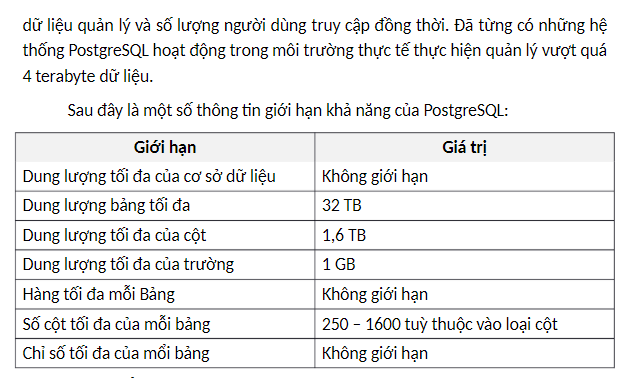 dữ liệu quản lý và số lượng người dùng truy cập đồng thời. Đã từng có những hệ
thống PostgreSQL hoạt động trong môi trường thực tế thực hiện quản lý vượt quá
4 terabyte dữ liệu.
Sau đây là một số thông tin giới hạn khả năng của PostgreSQL:
Giới hạn Giá trị
Dung lượng tối đa của cơ sở dữ liệu Không giới hạn
Dung lượng bảng tối đa 32 TB
Dung lượng tối đa của cột 1,6 TB
Dung lượng tối đa của trường 1 GB
Hàng tối đa mỗi Bảng Không giới hạn
Số cột tối đa của mỗi bảng 250 – 1600 tuỳ thuộc vào loại cột
Chỉ số tối đa của mổi bảng Không giới hạn